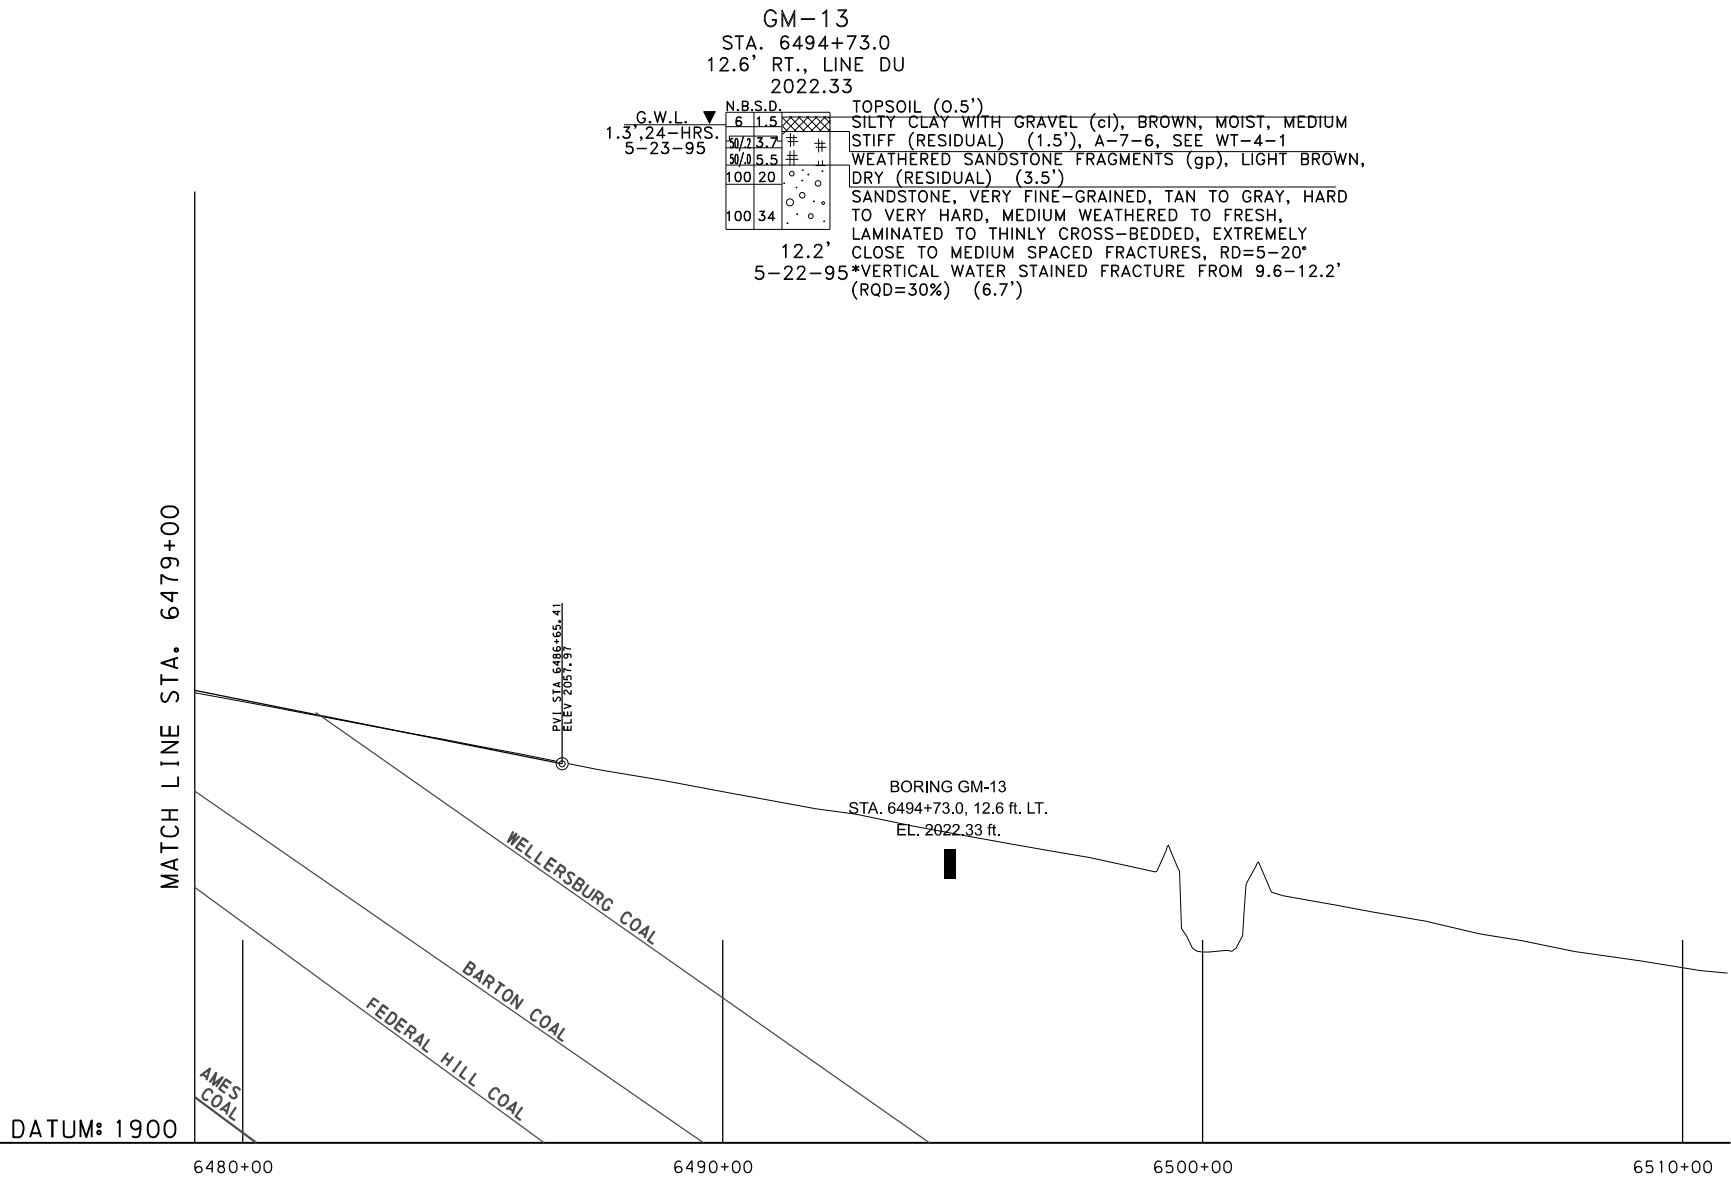 GM-13
STA. 6494+73.0
12.6' RT., LINE DU
2022.33
N.B.S.D.
G.W.L.
1.3',24-HRS.
5-23-95
6 1.5
50/.2 3.7
50/.0 5.5
100 20
100 34
12.2'
5-22-95
TOPSOIL (0.5')
SILTY CLAY WITH GRAVEL (cl), BROWN, MOIST, MEDIUM
STIFF (RESIDUAL) (1.5'), A-7-6, SEE WT-4-1
WEATHERED SANDSTONE FRAGMENTS (gp), LIGHT BROWN,
DRY (RESIDUAL) (3.5')
SANDSTONE, VERY FINE-GRAINED, TAN TO GRAY, HARD
TO VERY HARD, MEDIUM WEATHERED TO FRESH,
LAMINATED TO THINLY CROSS-BEDDED, EXTREMELY
CLOSE TO MEDIUM SPACED FRACTURES, RD=5-20°
*VERTICAL WATER STAINED FRACTURE FROM 9.6-12.2'
(RQD=30%) (6.7')
MATCH LINE STA. 6479+00
PVI STA 6486+65.41
ELEV 2057.97
BORING GM-13
STA. 6494+73.0, 12.6 ft. LT.
EL. 2022.33 ft.
WELLERSBURG COAL
BARTON COAL
FEDERAL HILL COAL
AMES
COAL
DATUM: 1900
6480+00
6490+00
6500+00
6510+00